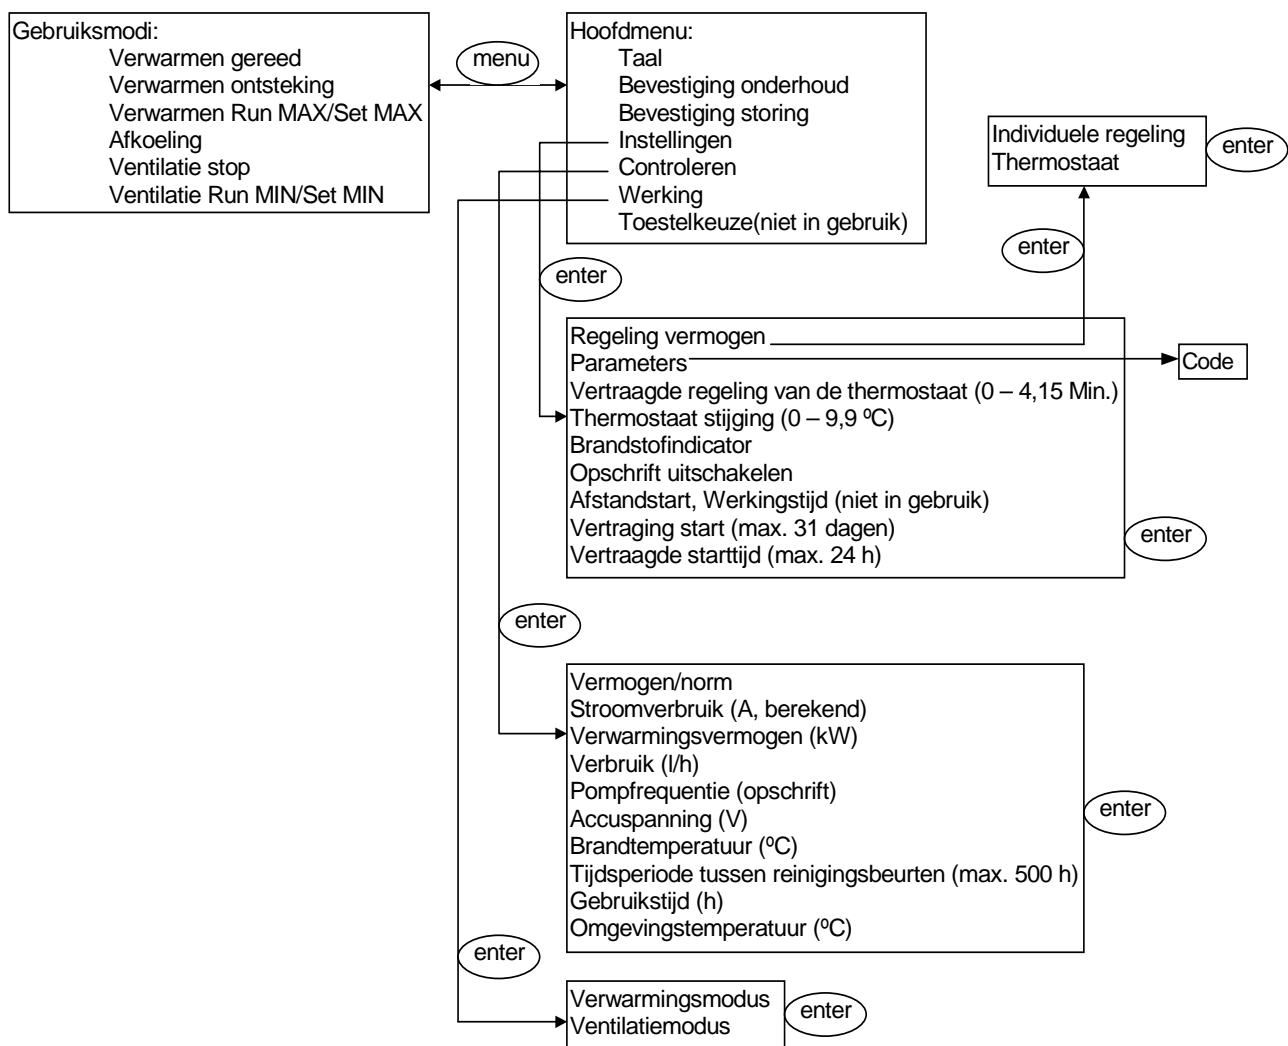 Gebruiksmodi:
Verwarmen gereed
Verwarmen ontsteking
Verwarmen Run MAX/Set MAX
Afkoeling
Ventilatie stop
Ventilatie Run MIN/Set MIN
menu
Hoofdmenu:
Taal
Bevestiging onderhoud
Bevestiging storing
Instellingen
Controleren
Werking
Toestelkeuze(niet in gebruik)
Individuele regeling
Thermostaat
enter
enter
enter
Regeling vermogen
Parameters
Vertraagde regeling van de thermostaat (0 – 4,15 Min.)
Thermostaat stijging (0 – 9,9 ºC)
Brandstofindicator
Opschrift uitschakelen
Afstandstart, Werkingstijd (niet in gebruik)
Vertraging start (max. 31 dagen)
Vertraagde starttijd (max. 24 h)
Code
enter
enter
Vermogen/norm
Stroomverbruik (A, berekend)
Verwarmingsvermogen (kW)
Verbruik (l/h)
Pompfrequentie (opschrift)
Accuspanning (V)
Brandtemperatuur (ºC)
Tijdsperiode tussen reinigingsbeurten (max. 500 h)
Gebruikstijd (h)
Omgevingstemperatuur (ºC)
enter
enter
Verwarmingsmodus
Ventilatiemodus
enter